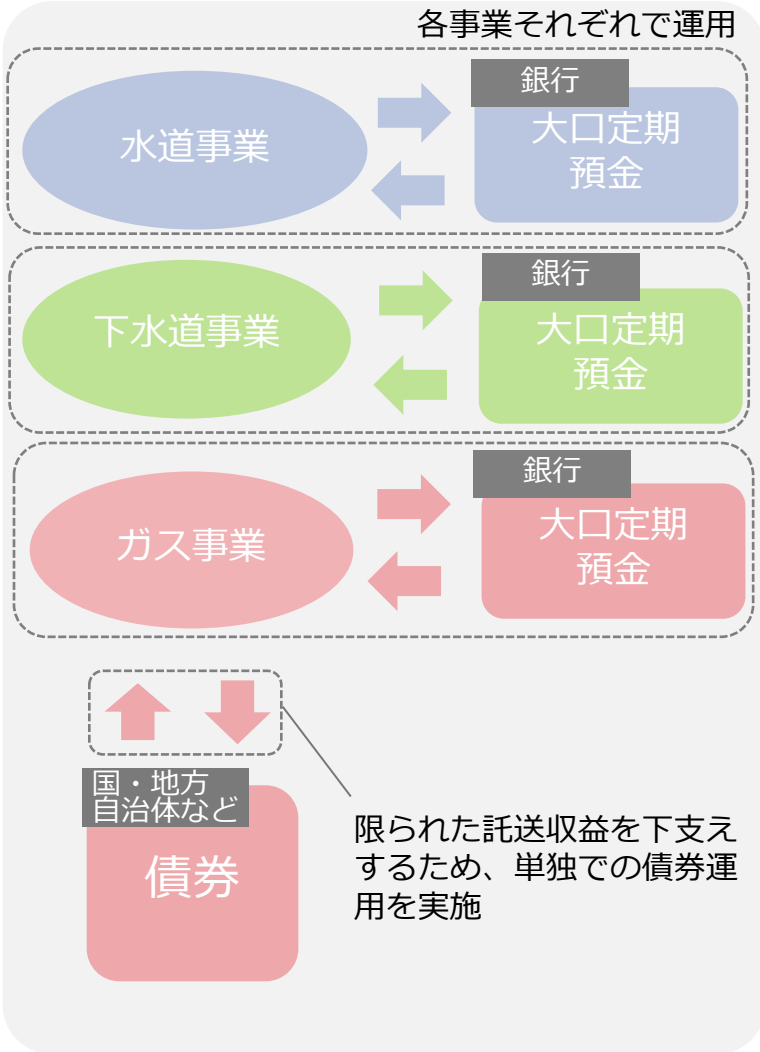 各事業それぞれで運用
銀行
水道事業
大口定期
預金
銀行
下水道事業
大口定期
預金
銀行
ガス事業
大口定期
預金
国・地方
自治体など
債券
限られた託送収益を下支え
するため、単独での債券運
用を実施